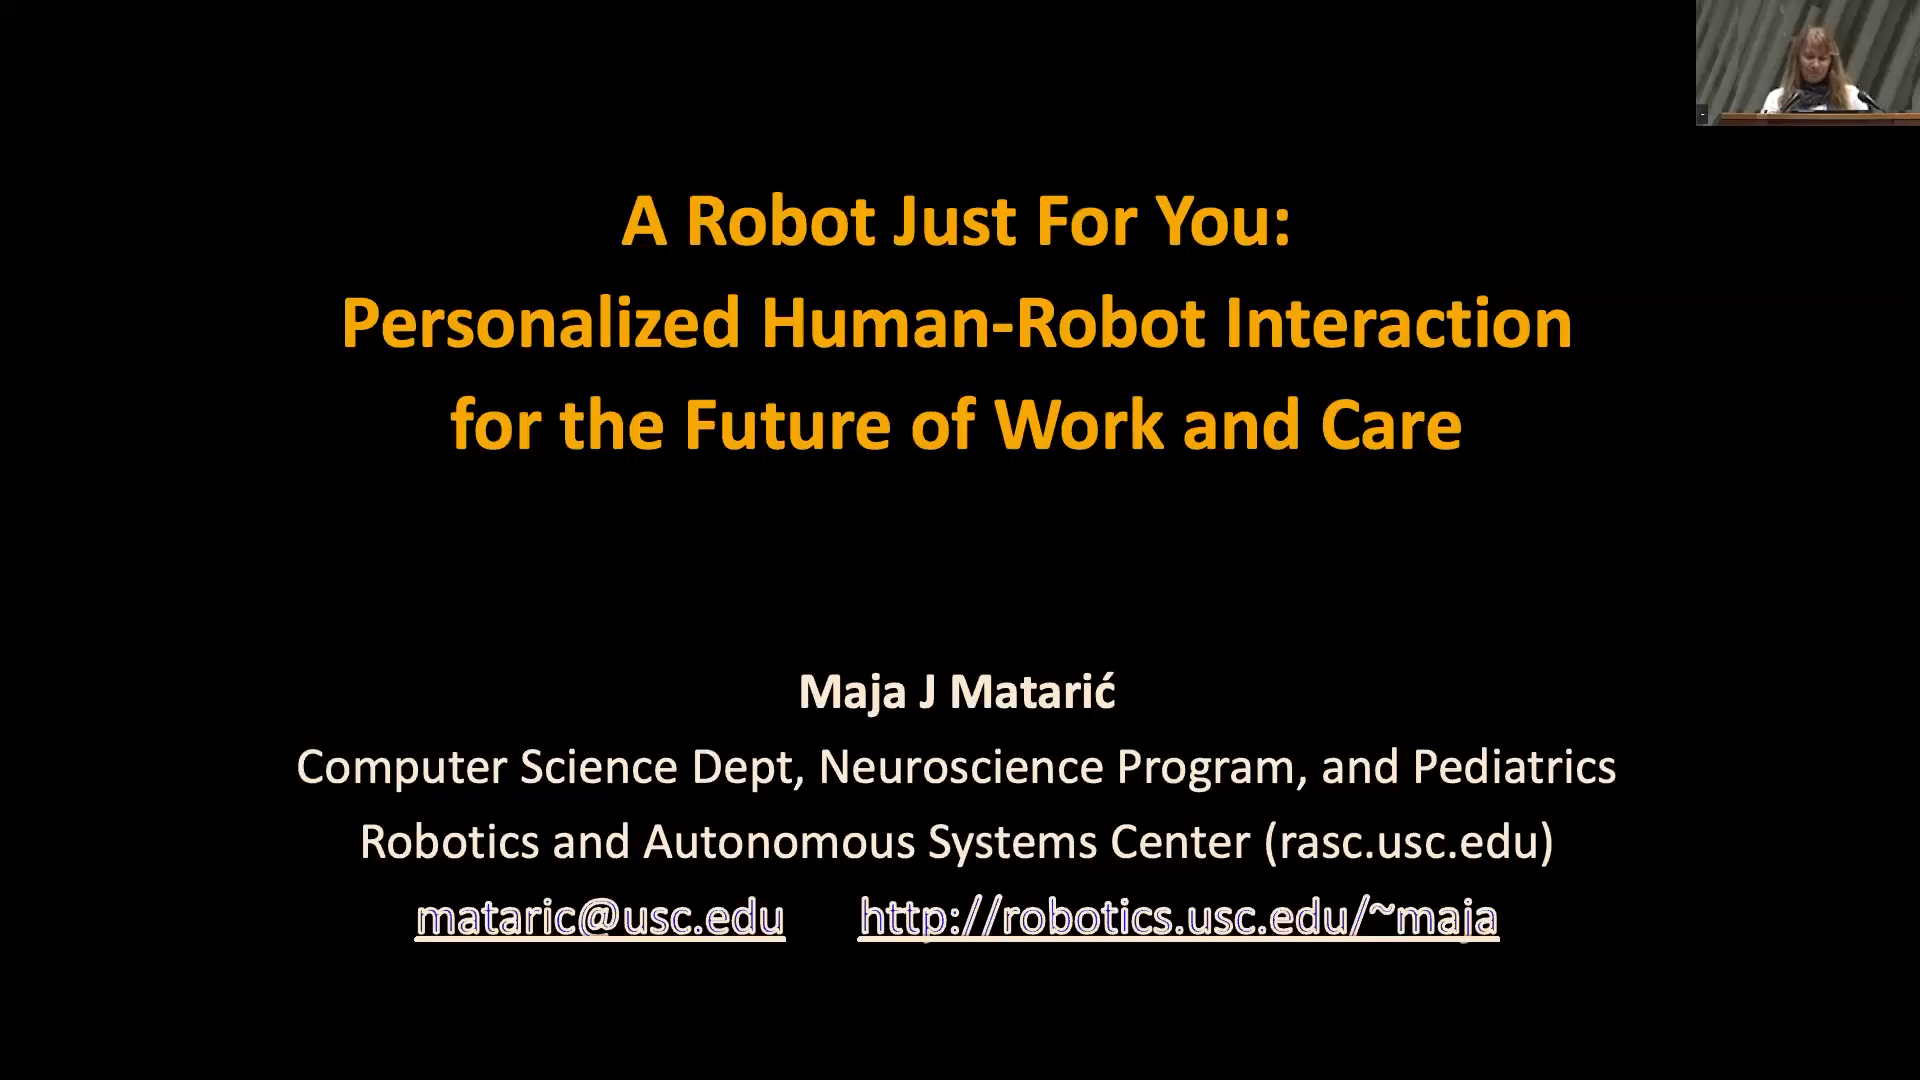 A Robot Just For You:
Personalized Human-Robot Interaction
for the Future of Work and Care
Maja J Matarić
Computer Science Dept, Neuroscience Program, and Pediatrics
Robotics and Autonomous Systems Center (rasc.usc.edu)
mataric@usc.edu http://robotics.usc.edu/~maja